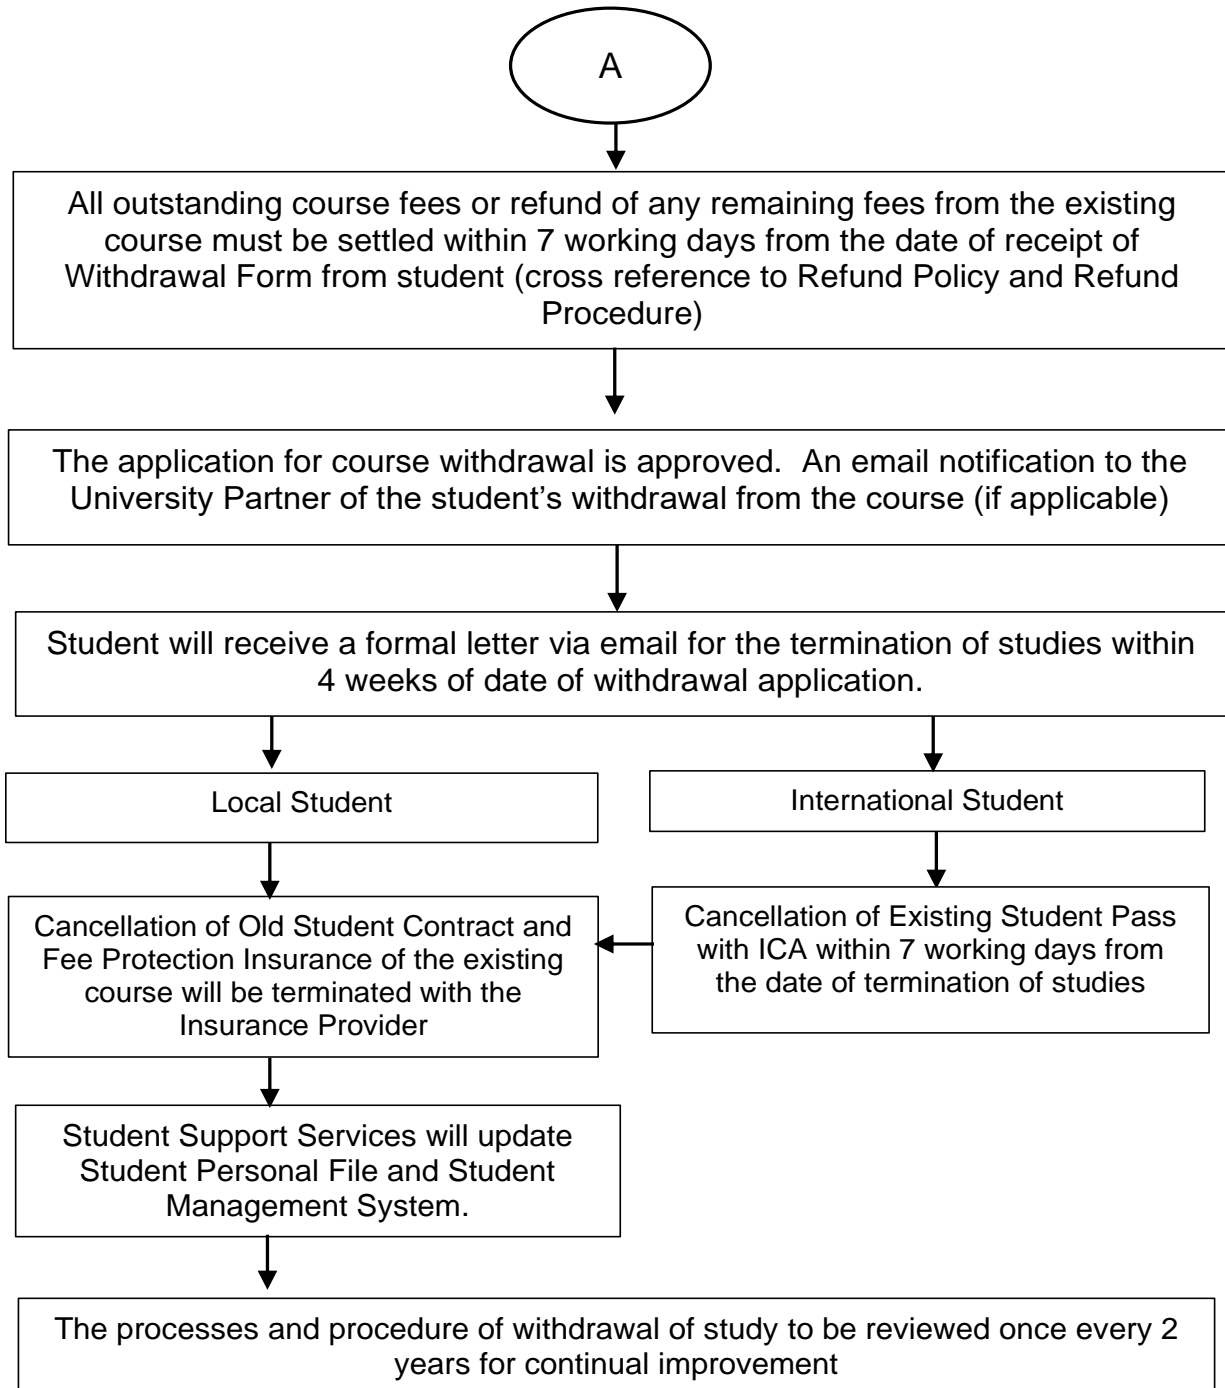 A
All outstanding course fees or refund of any remaining fees from the existing
course must be settled within 7 working days from the date of receipt of
Withdrawal Form from student (cross reference to Refund Policy and Refund
Procedure)
The application for course withdrawal is approved.  An email notification to the
University Partner of the student’s withdrawal from the course (if applicable)
Student will receive a formal letter via email for the termination of studies within
4 weeks of date of withdrawal application.
Local Student
International Student
Cancellation of Old Student Contract and
Fee Protection Insurance of the existing
course will be terminated with the
Insurance Provider
Cancellation of Existing Student Pass
with ICA within 7 working days from
the date of termination of studies
Student Support Services will update
Student Personal File and Student
Management System.
The processes and procedure of withdrawal of study to be reviewed once every 2
years for continual improvement